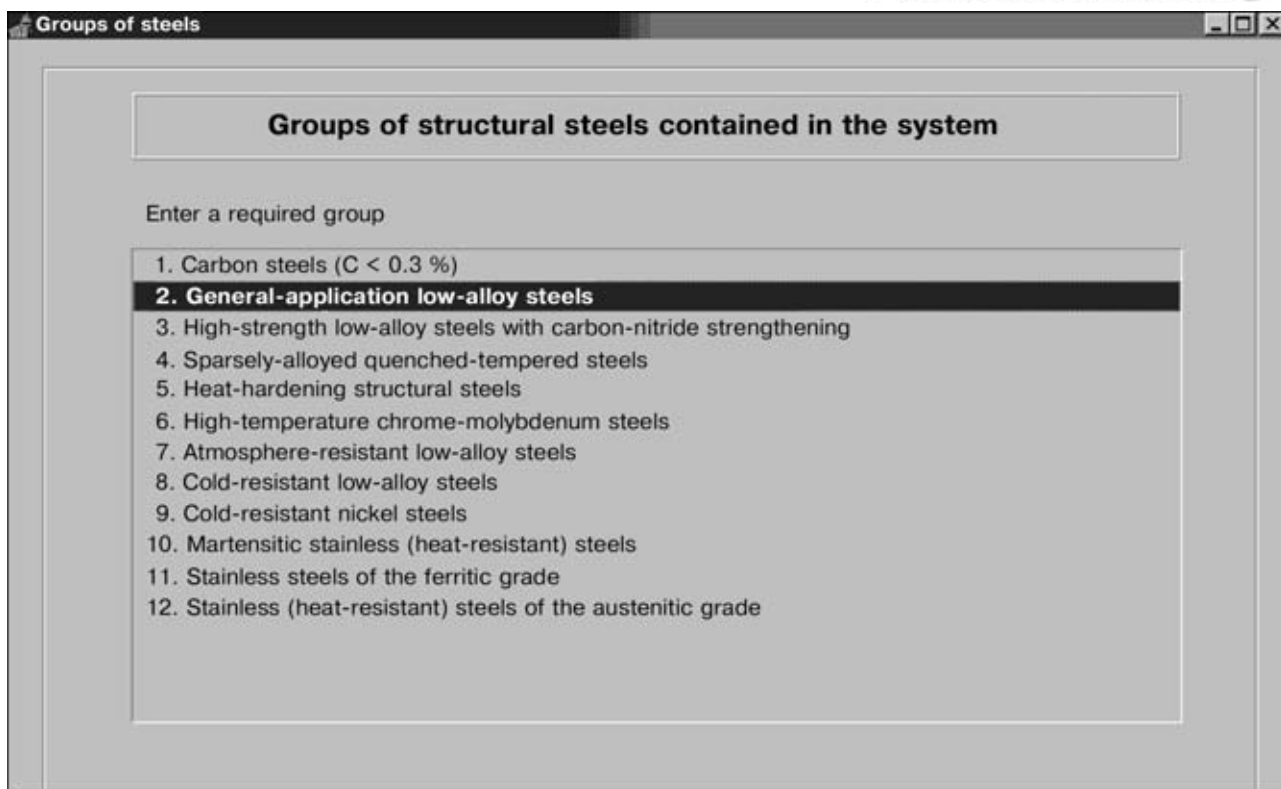 Groups of steels
Groups of structural steels contained in the system
Enter a required group
1. Carbon steels (C < 0.3 %)
2. General-application low-alloy steels
3. High-strength low-alloy steels with carbon-nitride strengthening
4. Sparsely-alloyed quenched-tempered steels
5. Heat-hardening structural steels
6. High-temperature chrome-molybdenum steels
7. Atmosphere-resistant low-alloy steels
8. Cold-resistant low-alloy steels
9. Cold-resistant nickel steels
10. Martensitic stainless (heat-resistant) steels
11. Stainless steels of the ferritic grade
12. Stainless (heat-resistant) steels of the austenitic grade